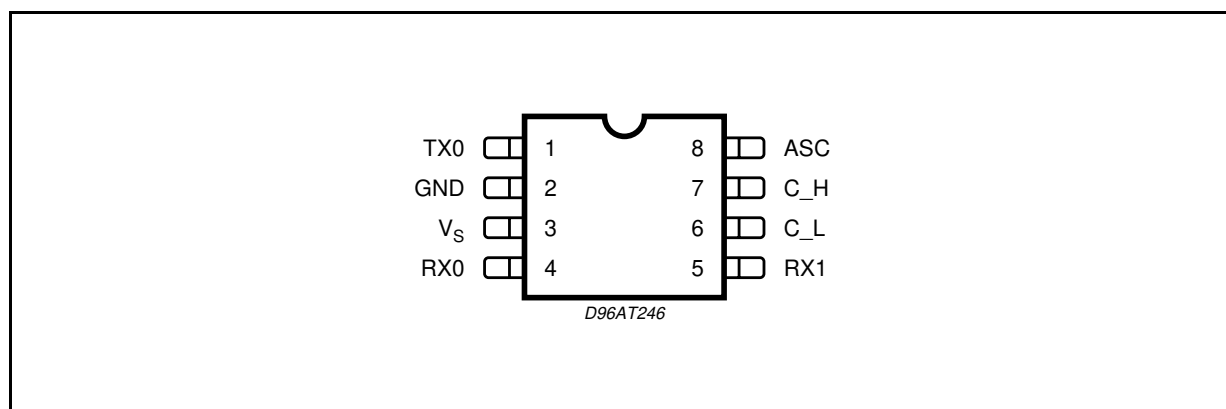 TX0 1 8 ASC
GND 2 7 C_H
VS 3 6 C_L
RX0 4 5 RX1
D96AT246